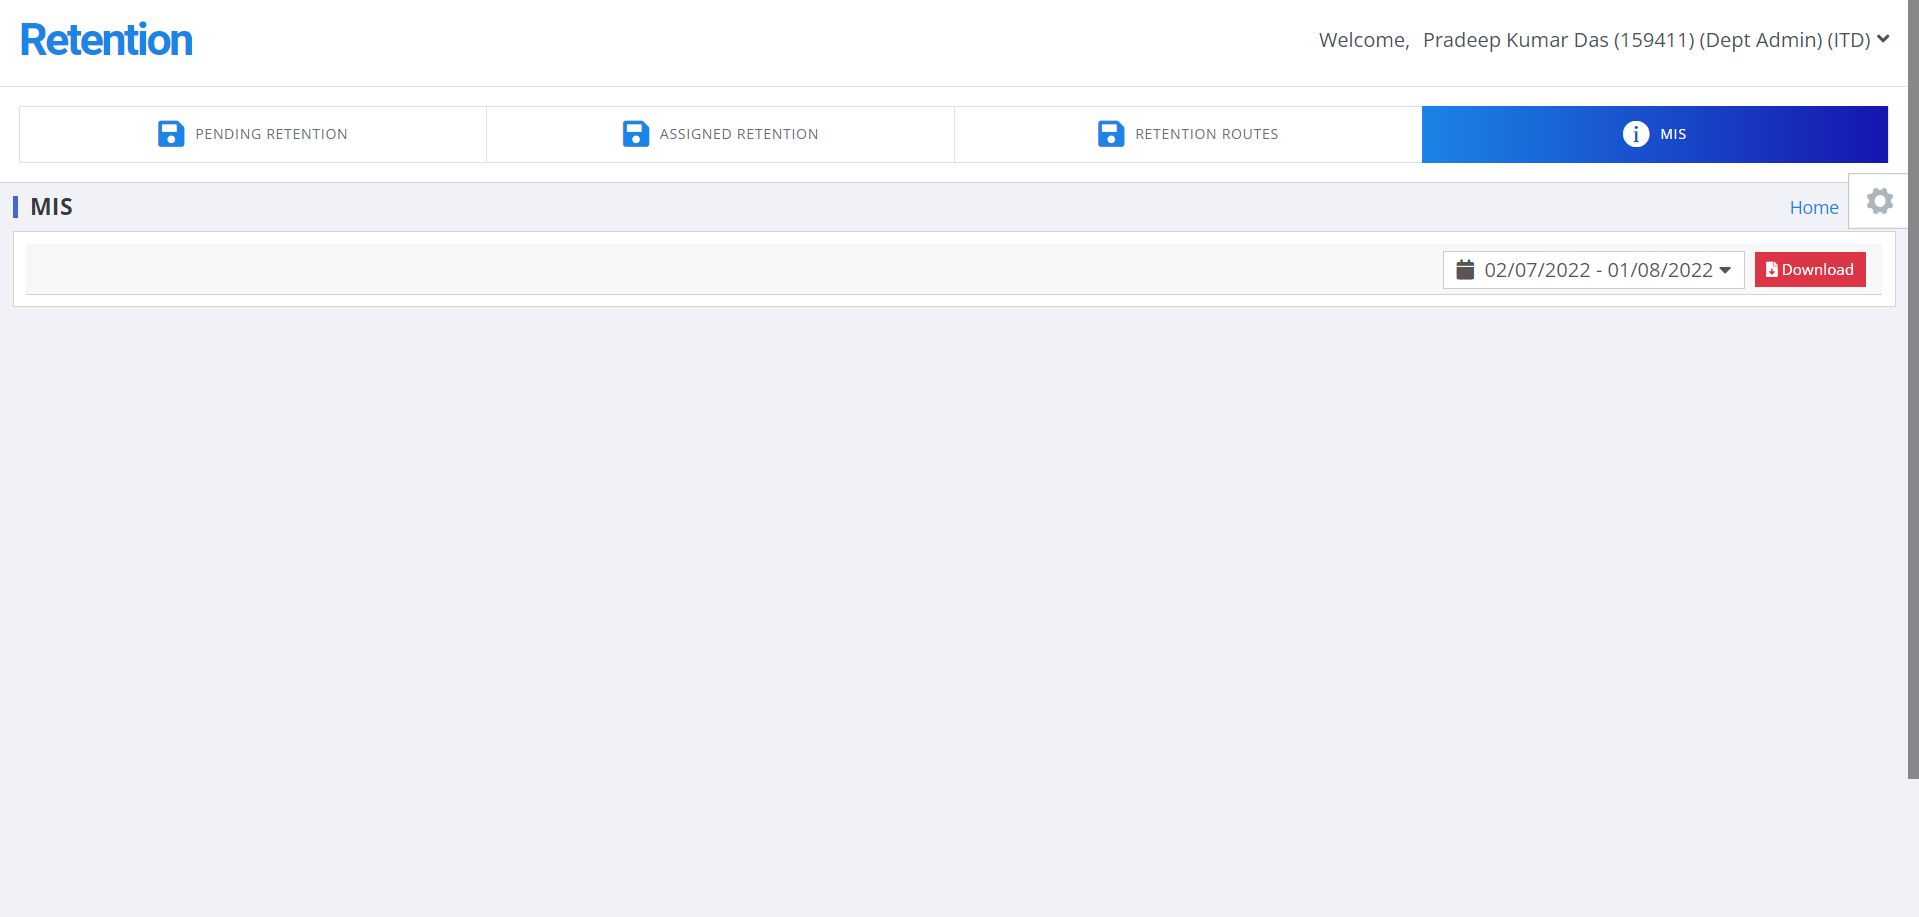 Retention
Welcome, Pradeep Kumar Das (159411) (Dept Admin) (ITD)
PENDING RETENTION
ASSIGNED RETENTION
RETENTION ROUTES
MIS
MIS
Home
02/07/2022 - 01/08/2022
Download